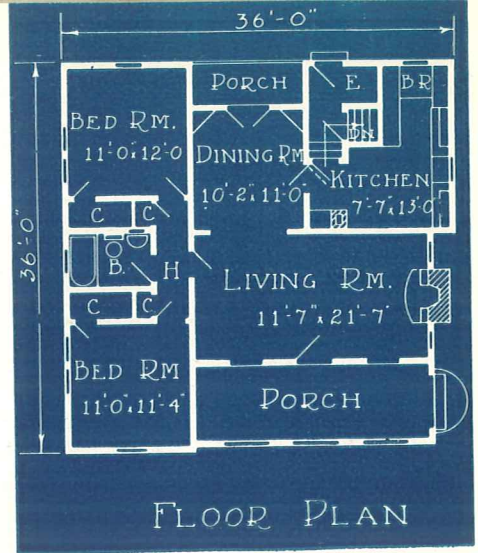 36'-0"
PORCH
E.
BR
BED RM.
11'-0"x12'-0
DN
DINING RM
10'-2"x11'-0"
KITCHEN
7'-7"x13'-0"
C
C
36'-0"
B.
H
LIVING RM.
11'-7"x21'-7"
C
C
BED RM
11'-0"x11'-4"
PORCH
FLOOR PLAN